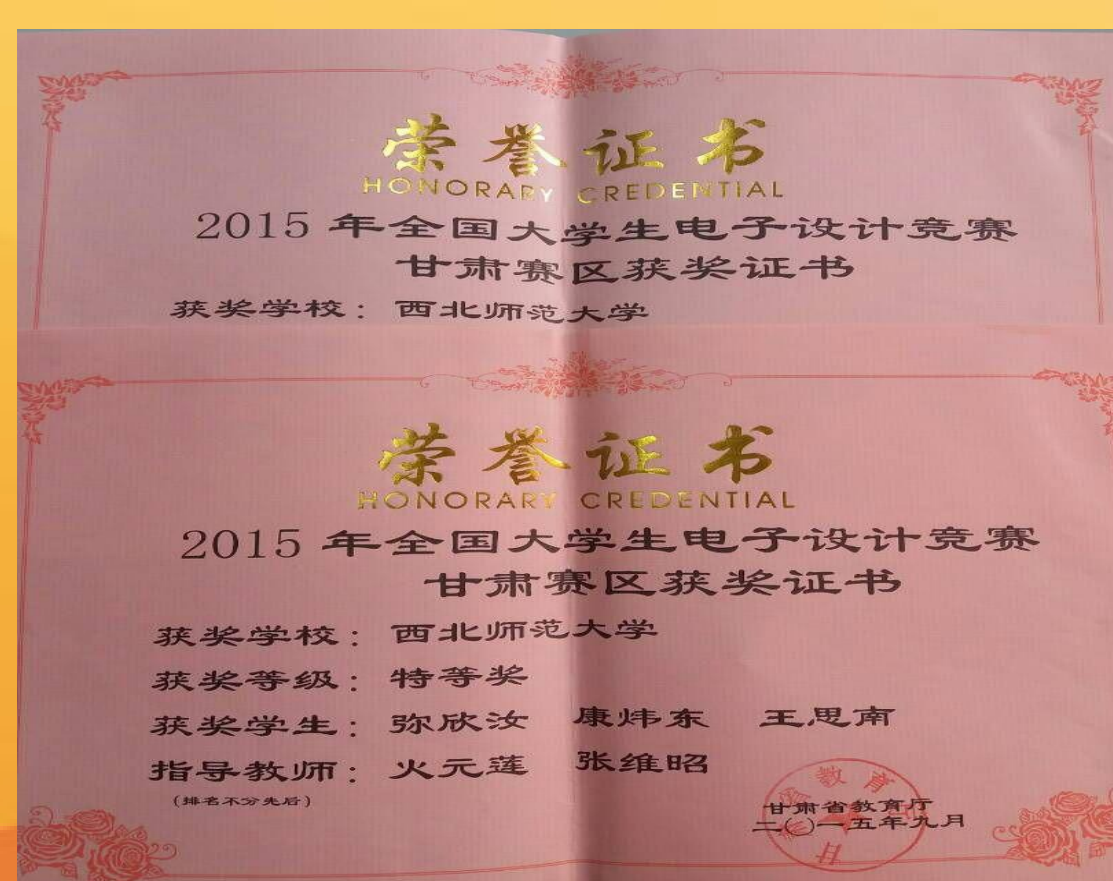 荣誉证书
HONORARY CREDENTIAL
2015 年全国大学生电子设计竞赛
甘肃赛区获奖证书
获奖学校：西北师范大学
荣誉证书
HONORARY CREDENTIAL
2015 年全国大学生电子设计竞赛
甘肃赛区获奖证书
获奖学校：西北师范大学
获奖等级：特等奖
获奖学生：弥欣汝 康炜东 王思南
指导教师：火元莲 张维昭
(排名不分先后)
甘肃省教育厅
二〇一五年九月